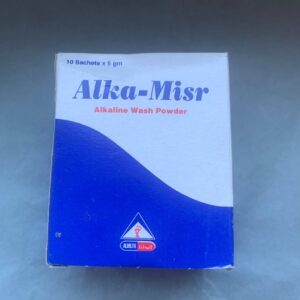 10 Sachets x 5 gm
Alka-Misr
Alkaline Wash Powder